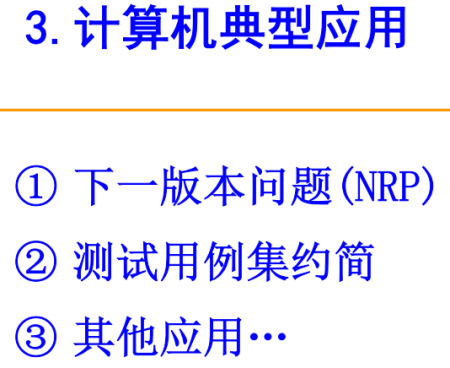 3. 计算机典型应用
① 下一版本问题(NRP)
② 测试用例集约简
③ 其他应用…